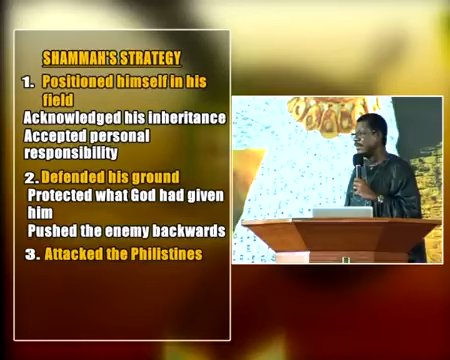 SHAMMAH'S STRATEGY
1. Positioned himself in his
field
Acknowledged his inheritance
Accepted personal
responsibility
2. Defended his ground
Protected what God had given
him
Pushed the enemy backwards
3. Attacked the Philistines